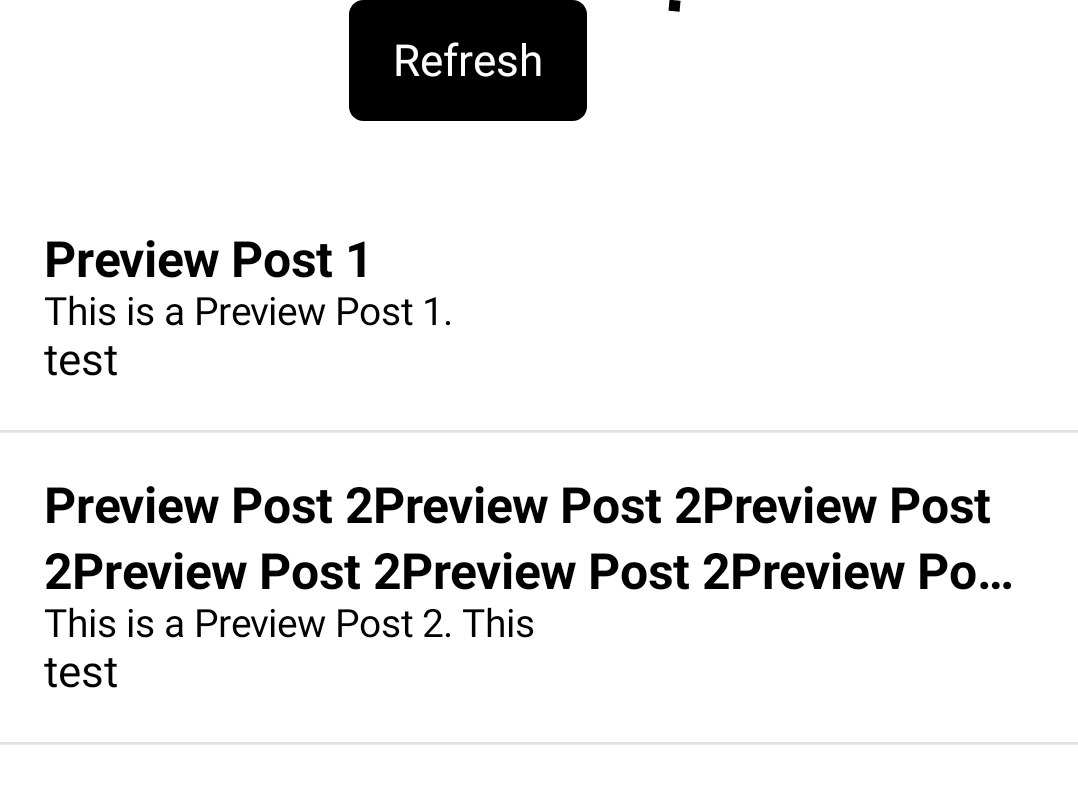 Refresh
Preview Post 1
This is a Preview Post 1.
test
Preview Post 2Preview Post 2Preview Post
2Preview Post 2Preview Post 2Preview Po...
This is a Preview Post 2. This
test